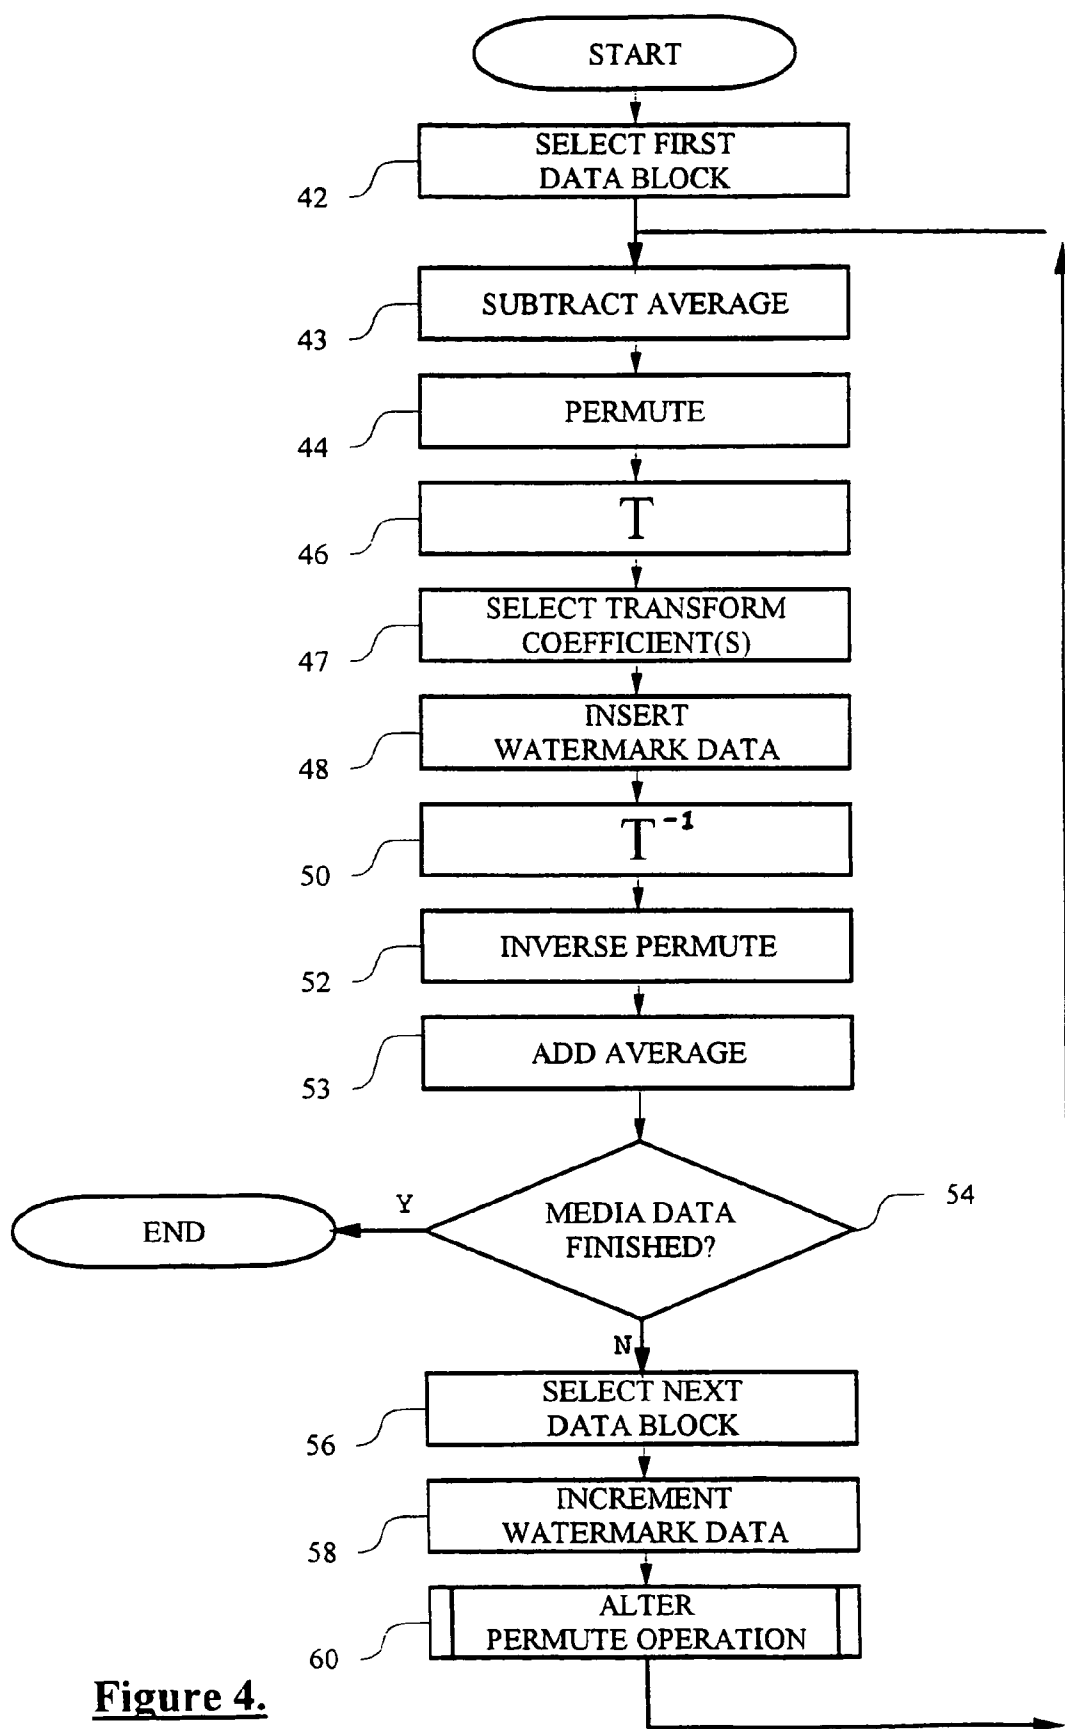 START
SELECT FIRST
DATA BLOCK
42
SUBTRACT AVERAGE
43
PERMUTE
44
T
46
SELECT TRANSFORM
COEFFICIENT(S)
47
INSERT
WATERMARK DATA
48
T -1
50
INVERSE PERMUTE
52
ADD AVERAGE
53
MEDIA DATA
FINISHED?
54
Y
END
N
SELECT NEXT
DATA BLOCK
56
INCREMENT
WATERMARK DATA
58
ALTER
PERMUTE OPERATION
60
Figure 4.